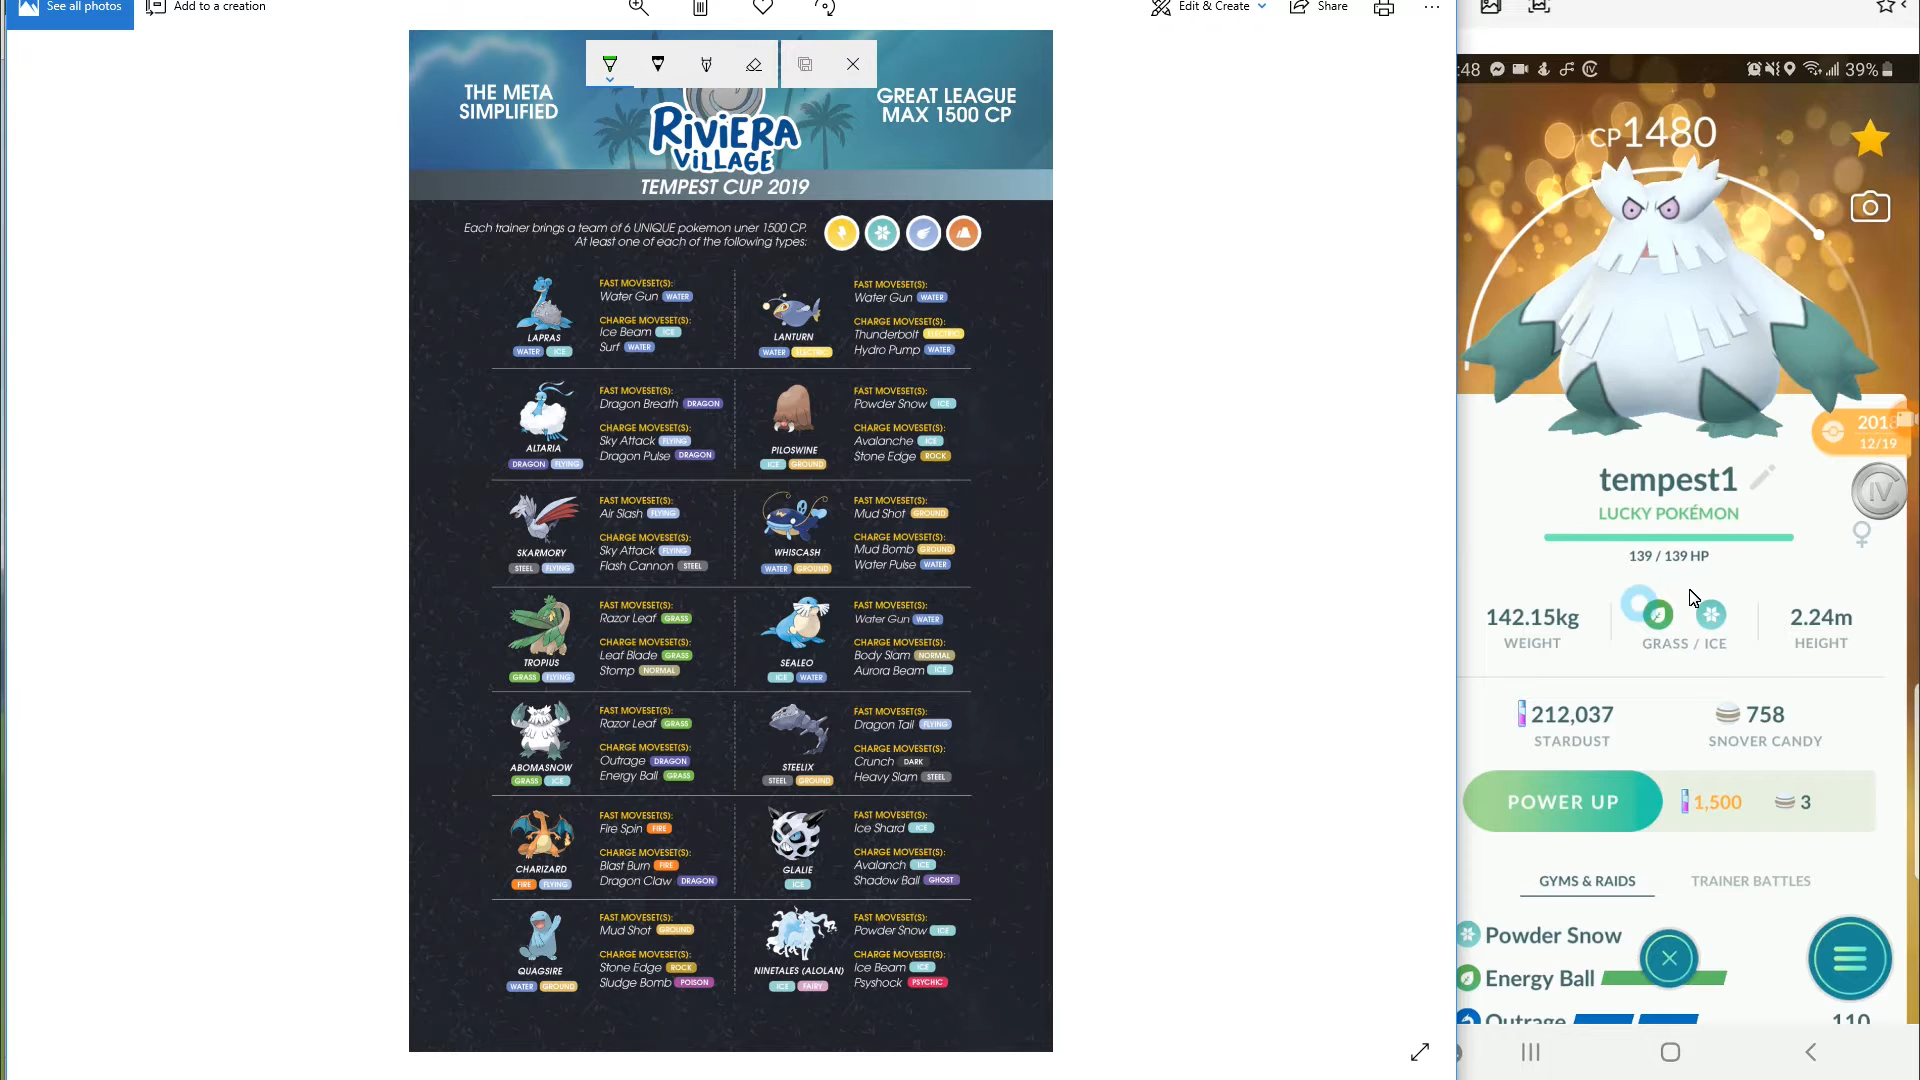 See all photos
Add to a creation
Edit & Create
Share
THE META
SIMPLIFIED
GREAT LEAGUE
MAX 1500 CP
RiViERA
ViLLAGE
TEMPEST CUP 2019
Each trainer brings a team of 6 UNIQUE pokemon uner 1500 CP.
At least one of each of the following types:
FAST MOVESET(S):
Water Gun WATER
CHARGE MOVESET(S):
Ice Beam ICE
Surf WATER
LAPRAS
WATER ICE
FAST MOVESET(S):
Water Gun WATER
CHARGE MOVESET(S):
Thunderbolt ELECTRIC
Hydro Pump WATER
LANTURN
WATER ELECTRIC
FAST MOVESET(S):
Dragon Breath DRAGON
CHARGE MOVESET(S):
Sky Attack FLYING
Dragon Pulse DRAGON
ALTARIA
DRAGON FLYING
FAST MOVESET(S):
Powder Snow ICE
CHARGE MOVESET(S):
Avalanche ICE
Stone Edge ROCK
PILOSWINE
ICE GROUND
FAST MOVESET(S):
Air Slash FLYING
CHARGE MOVESET(S):
Sky Attack FLYING
Flash Cannon STEEL
SKARMORY
STEEL FLYING
FAST MOVESET(S):
Mud Shot GROUND
CHARGE MOVESET(S):
Mud Bomb GROUND
Water Pulse WATER
WHISCASH
WATER GROUND
FAST MOVESET(S):
Razor Leaf GRASS
CHARGE MOVESET(S):
Leaf Blade GRASS
Stomp NORMAL
TROPIUS
GRASS FLYING
FAST MOVESET(S):
Water Gun WATER
CHARGE MOVESET(S):
Body Slam NORMAL
Aurora Beam ICE
SEALEO
ICE WATER
FAST MOVESET(S):
Razor Leaf GRASS
CHARGE MOVESET(S):
Outrage DRAGON
Energy Ball GRASS
ABOMASNOW
GRASS ICE
FAST MOVESET(S):
Dragon Tail FLYING
CHARGE MOVESET(S):
Crunch DARK
Heavy Slam STEEL
STEELIX
STEEL GROUND
FAST MOVESET(S):
Fire Spin FIRE
CHARGE MOVESET(S):
Blast Burn FIRE
Dragon Claw DRAGON
CHARIZARD
FIRE FLYING
FAST MOVESET(S):
Ice Shard ICE
CHARGE MOVESET(S):
Avalanch ICE
Shadow Ball GHOST
GLALIE
ICE
FAST MOVESET(S):
Mud Shot GROUND
CHARGE MOVESET(S):
Stone Edge ROCK
Sludge Bomb POISON
QUAGSIRE
WATER GROUND
FAST MOVESET(S):
Powder Snow ICE
CHARGE MOVESET(S):
Ice Beam ICE
Psyshock PSYCHIC
NINETALES (ALOLAN)
ICE FAIRY
:48 39%
CP1480
12/19
tempest1
IV
LUCKY POKÉMON
139 / 139 HP
142.15kg 2.24m
WEIGHT GRASS / ICE HEIGHT
212,037 758
STARDUST SNOVER CANDY
POWER UP 1,500 3
GYMS & RAIDS TRAINER BATTLES
Powder Snow
Energy Ball
Outrage 110